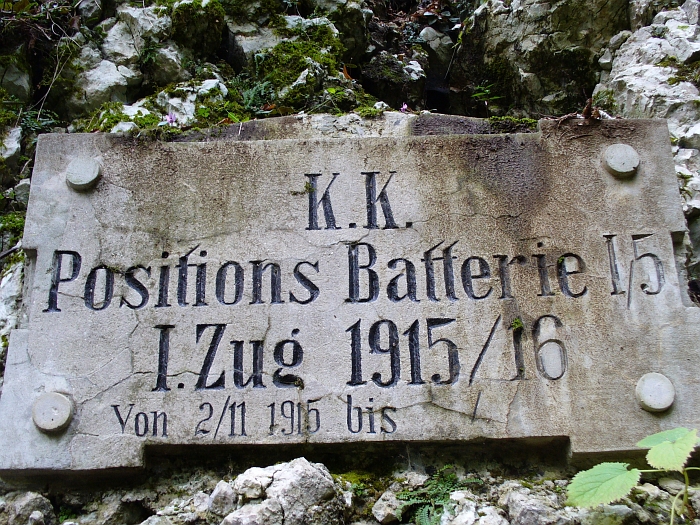 K.K.
Positions Batterie I/5
I. Zug 1915/16
Von 2/11 1915 bis